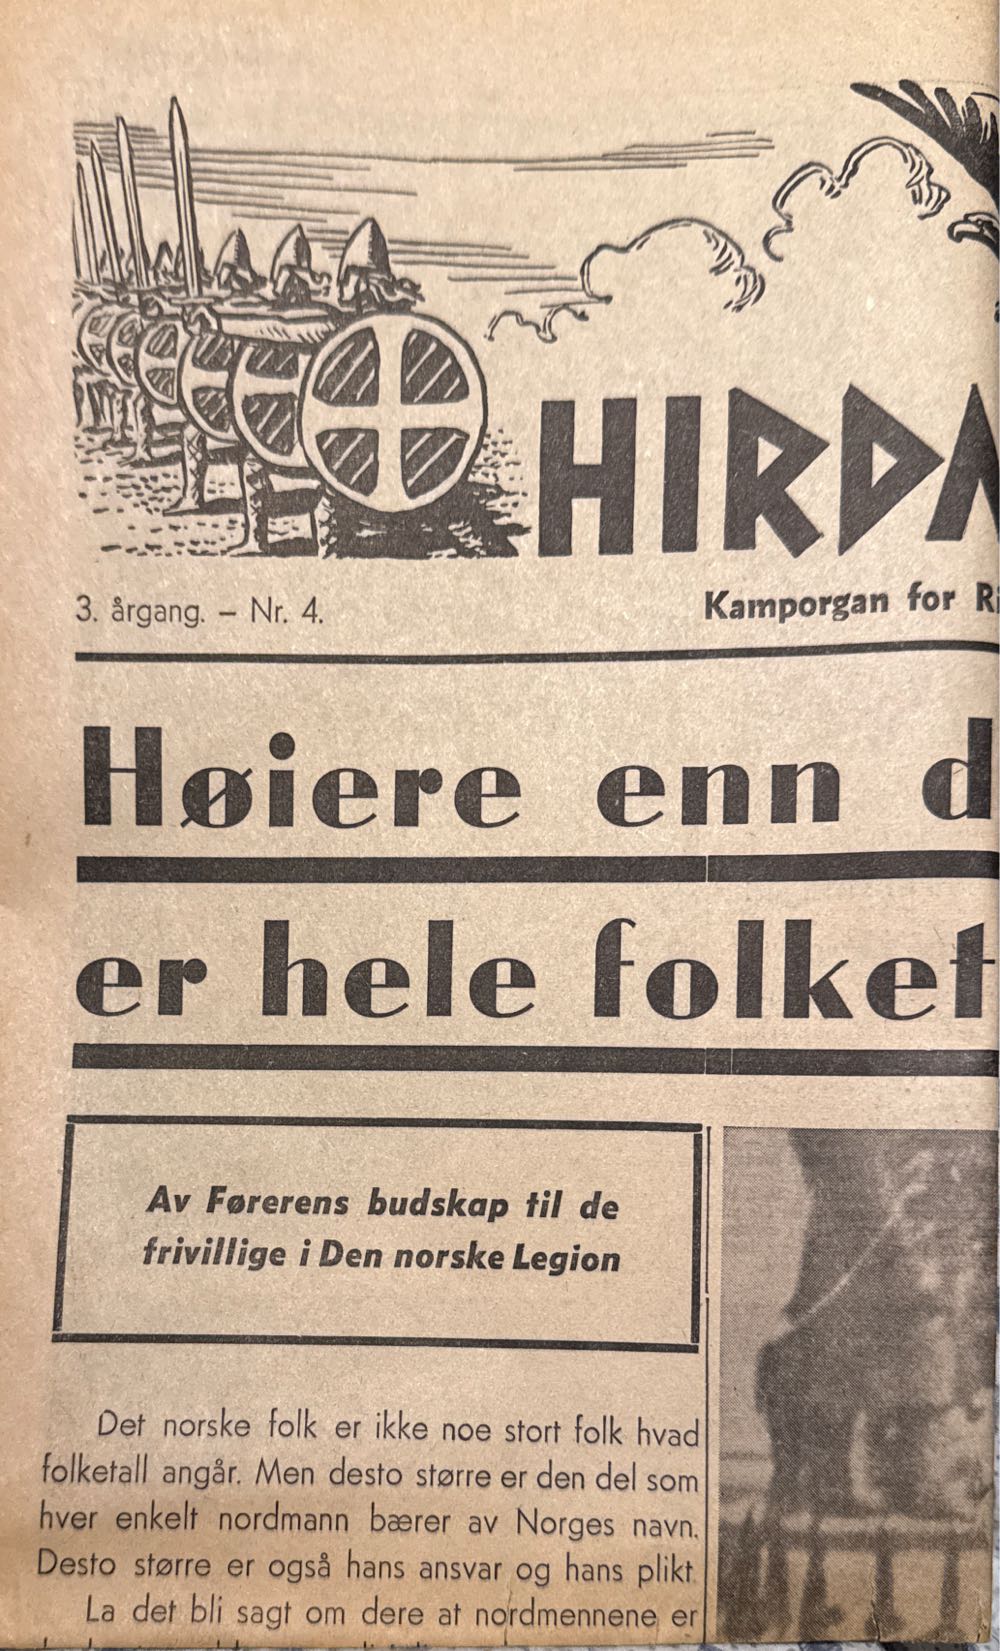 HIRD
3. årgang. – Nr. 4.
Kamporgan for
Høiere enn
er hele folket
Av Førerens budskap til de
frivillige i Den norske Legion
Det norske folk er ikke noe stort folk hvad
folketall angår. Men desto større er den del som
hver enkelt nordmann bærer av Norges navn.
Desto større er også hans ansvar og hans plikt.
La det bli sagt om dere at nordmennene er